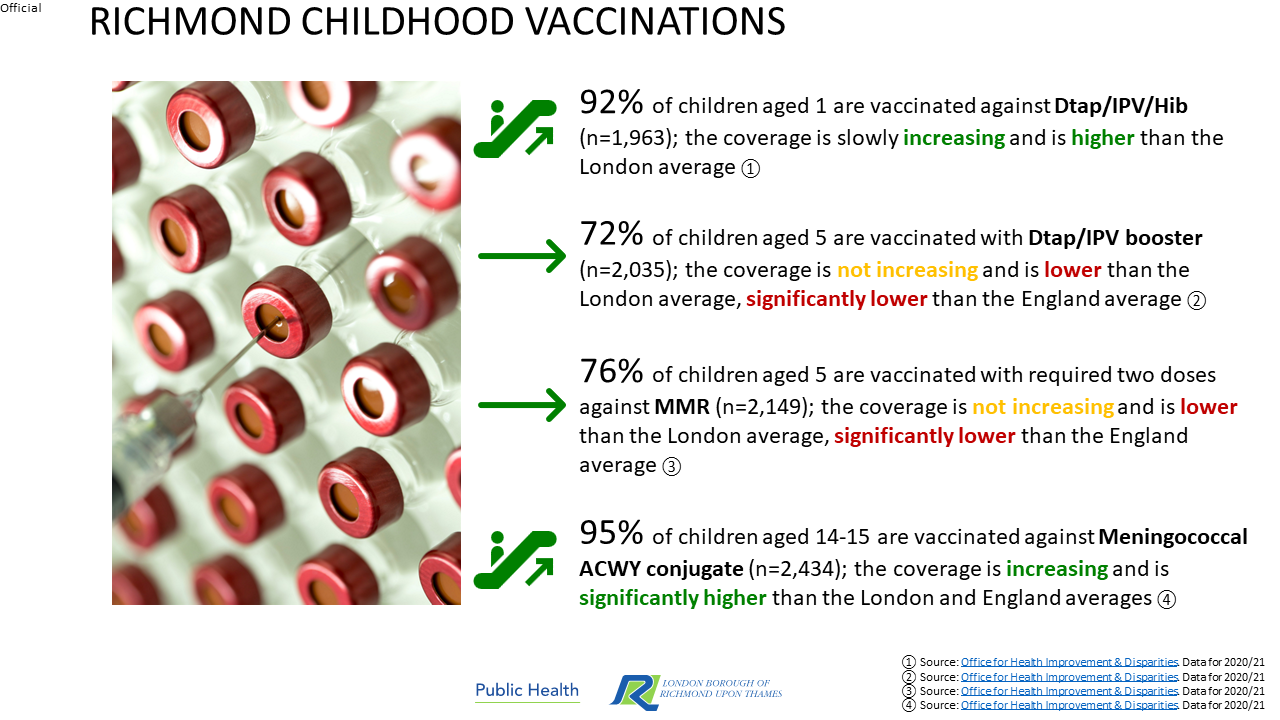 Official
RICHMOND CHILDHOOD VACCINATIONS
92% of children aged 1 are vaccinated against Dtap/IPV/Hib
(n=1,963); the coverage is slowly increasing and is higher than the
London average ①
72% of children aged 5 are vaccinated with Dtap/IPV booster
(n=2,035); the coverage is not increasing and is lower than the
London average, significantly lower than the England average ②
76% of children aged 5 are vaccinated with required two doses
against MMR (n=2,149); the coverage is not increasing and is lower
than the London average, significantly lower than the England
average ③
95% of children aged 14-15 are vaccinated against Meningococcal
ACWY conjugate (n=2,434); the coverage is increasing and is
significantly higher than the London and England averages ④
① Source: Office for Health Improvement & Disparities. Data for 2020/21
② Source: Office for Health Improvement & Disparities. Data for 2020/21
③ Source: Office for Health Improvement & Disparities. Data for 2020/21
④ Source: Office for Health Improvement & Disparities. Data for 2020/21
Public Health
LONDON BOROUGH OF
RICHMOND UPON THAMES